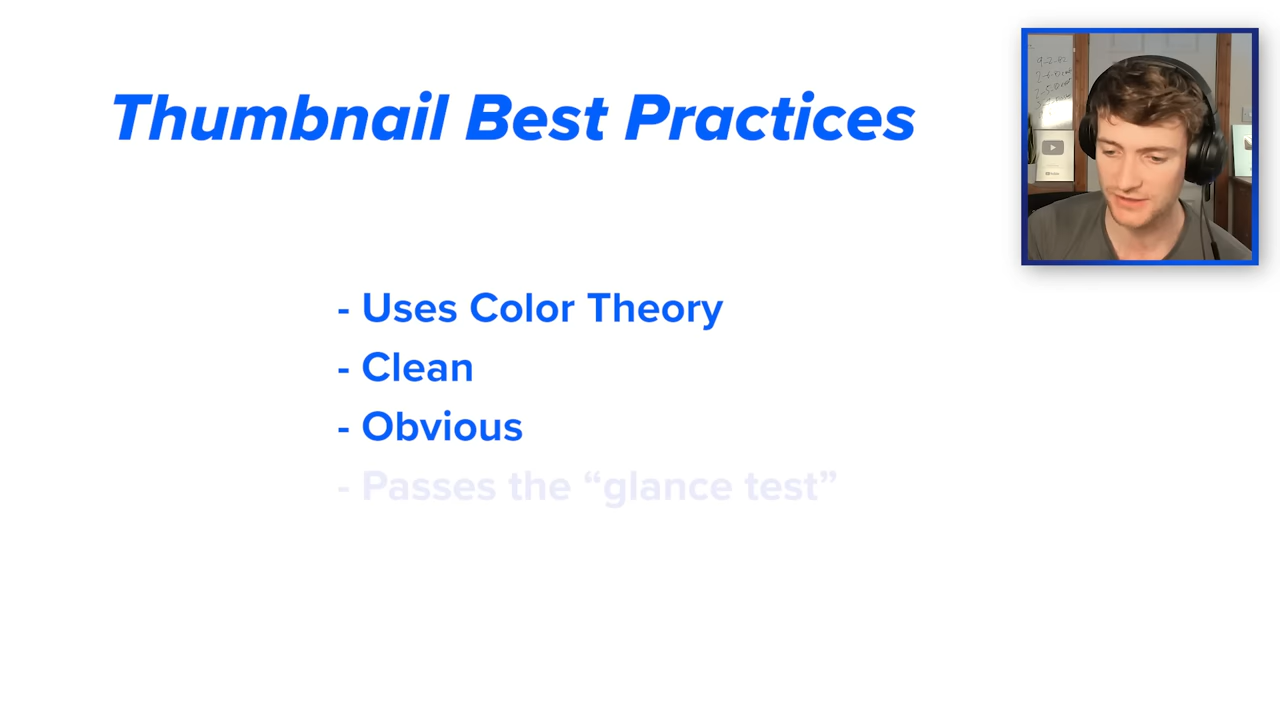 Thumbnail Best Practices
- Uses Color Theory
- Clean
- Obvious
- Passes the “glance test”